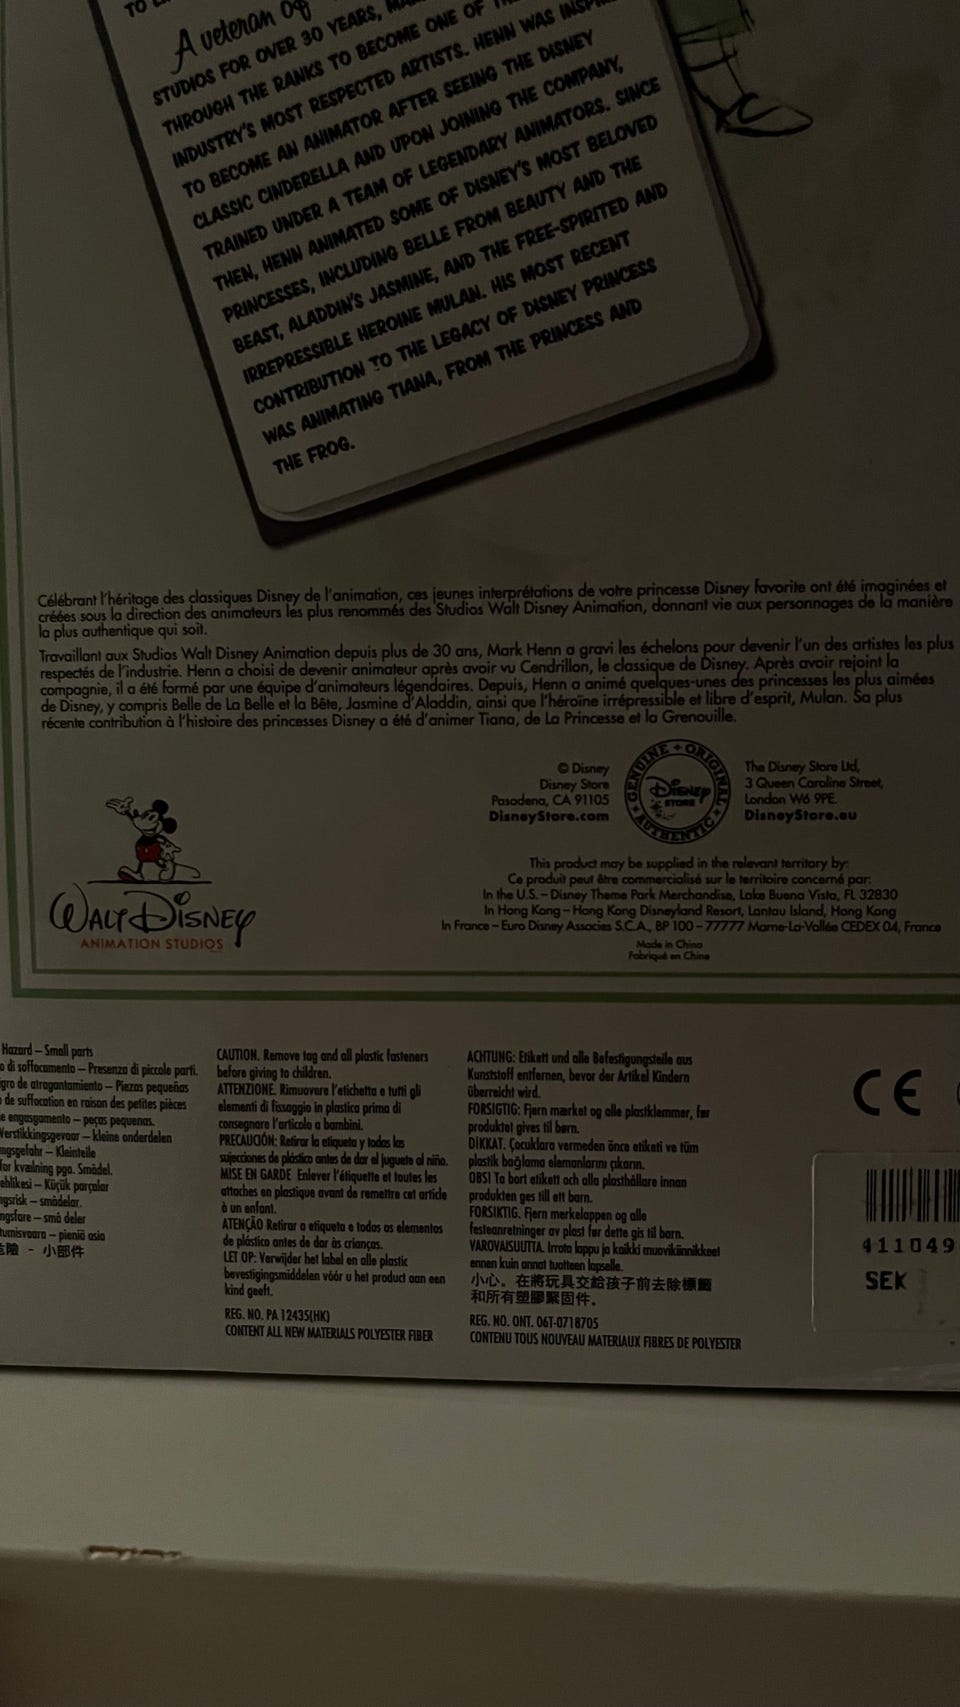 TO
A veteran of
STUDIOS FOR OVER 30 YEARS,
THROUGH THE RANKS TO BECOME ONE OF
INDUSTRY'S MOST RESPECTED ARTISTS. HENN WAS
TO BECOME AN ANIMATOR AFTER SEEING THE DISNEY
CLASSIC CINDERELLA AND UPON JOINING THE COMPANY,
TRAINED UNDER A TEAM OF LEGENDARY ANIMATORS. SINCE
THEN, HENN ANIMATED SOME OF DISNEY'S MOST BELOVED
PRINCESSES, INCLUDING BELLE FROM BEAUTY AND THE
BEAST, ALADDIN'S JASMINE, AND THE FREE-SPIRITED AND
IRREPRESSIBLE HEROINE MULAN. HIS MOST RECENT
CONTRIBUTION TO THE LEGACY OF DISNEY PRINCESS
WAS ANIMATING TIANA, FROM THE PRINCESS AND
THE FROG.
Célébrant l'héritage des classiques Disney de l'animation, ces jeunes interprétations de votre princesse Disney favorite ont été imaginées et
créées sous la direction des animateurs les plus renommés des Studios Walt Disney Animation, donnant vie aux personnages de la manière
la plus authentique qui soit.
Travaillant aux Studios Walt Disney Animation depuis plus de 30 ans, Mark Henn a gravi les échelons pour devenir l'un des artistes les plus
respectés de l'industrie. Henn a choisi de devenir animateur après avoir vu Cendrillon, le classique de Disney. Après avoir rejoint la
compagnie, il a été formé par une équipe d'animateurs légendaires. Depuis, Henn a animé quelques-unes des princesses les plus aimées
de Disney, y compris Belle de La Belle et la Bête, Jasmine d'Aladdin, ainsi que l'héroïne irrépressible et libre d'esprit, Mulan. Sa plus
récente contribution à l'histoire des princesses Disney a été d'animer Tiana, de La Princesse et la Grenouille.
© Disney
Disney Store
Pasadena, CA 91105
DisneyStore.com
GENUINE ORIGINAL AUTHENTIC
Disney
STORE
The Disney Store Ltd,
3 Queen Caroline Street,
London W6 9PE.
DisneyStore.eu
WALT DISNEY
ANIMATION STUDIOS
This product may be supplied in the relevant territory by:
Ce produit peut être commercialisé sur le territoire concerné par:
In the U.S. – Disney Theme Park Merchandise, Lake Buena Vista, FL 32830
In Hong Kong – Hong Kong Disneyland Resort, Lantau Island, Hong Kong
In France – Euro Disney Associes S.C.A., BP 100 – 77777 Marne-La-Vallée CEDEX 04, France
Made in China
Fabriqué en Chine
Hazard – Small parts
di soffocamento – Presenza di piccole parti.
de atragantamiento – Piezas pequeñas
de suffocation en raison des petites pièces
engasgamento – peças pequenas.
Verstikkingsgevaar – kleine onderdelen
– Kleinteile
for kvælning pga. Smådel.
– Küçük parçalar
– smådelar.
– små deler
– pieniä osia
險 - 小部件
CAUTION. Remove tag and all plastic fasteners
before giving to children.
ATTENZIONE. Rimuovere l'etichetta e tutti gli
elementi di fissaggio in plastica prima di
consegnare l'articolo a bambini.
PRECAUCIÓN: Retirar la etiqueta y todas las
sujecciones de plástico antes de dar el juguete al niño.
MISE EN GARDE Enlever l'étiquette et toutes les
attaches en plastique avant de remettre cet article
à un enfant.
ATENÇÃO Retirar a etiqueta e todos os elementos
de plástico antes de dar às crianças.
LET OP: Verwijder het label en alle plastic
bevestigingsmiddelen vóór u het product aan een
kind geeft.
REG. NO. PA 12435(HK)
CONTENT ALL NEW MATERIALS POLYESTER FIBER
ACHTUNG: Etikett und alle Befestigungsteile aus
Kunststoff entfernen, bevor der Artikel Kindern
überreicht wird.
FORSIGTIG: Fjern mærket og alle plastklemmer, før
produktet gives til børn.
DİKKAT. Çocuklara vermeden önce etiketi ve tüm
plastik bağlama elemanlarını çıkarın.
OBS! Ta bort etikett och alla plasthållare innan
produkten ges till ett barn.
FORSIKTIG. Fjern merkelappen og alle
festeanretninger av plast før dette gis til barn.
VAROVAISUUTTA. Irrota lappu ja kaikki muovikiinnikkeet
ennen kuin annat tuotteen lapselle.
小心。在將玩具交給孩子前去除標籤
和所有塑膠緊固件。
REG. NO. ONT. 06T-0718705
CONTENU TOUS NOUVEAU MATERIAUX FIBRES DE POLYESTER
CE
411049
SEK